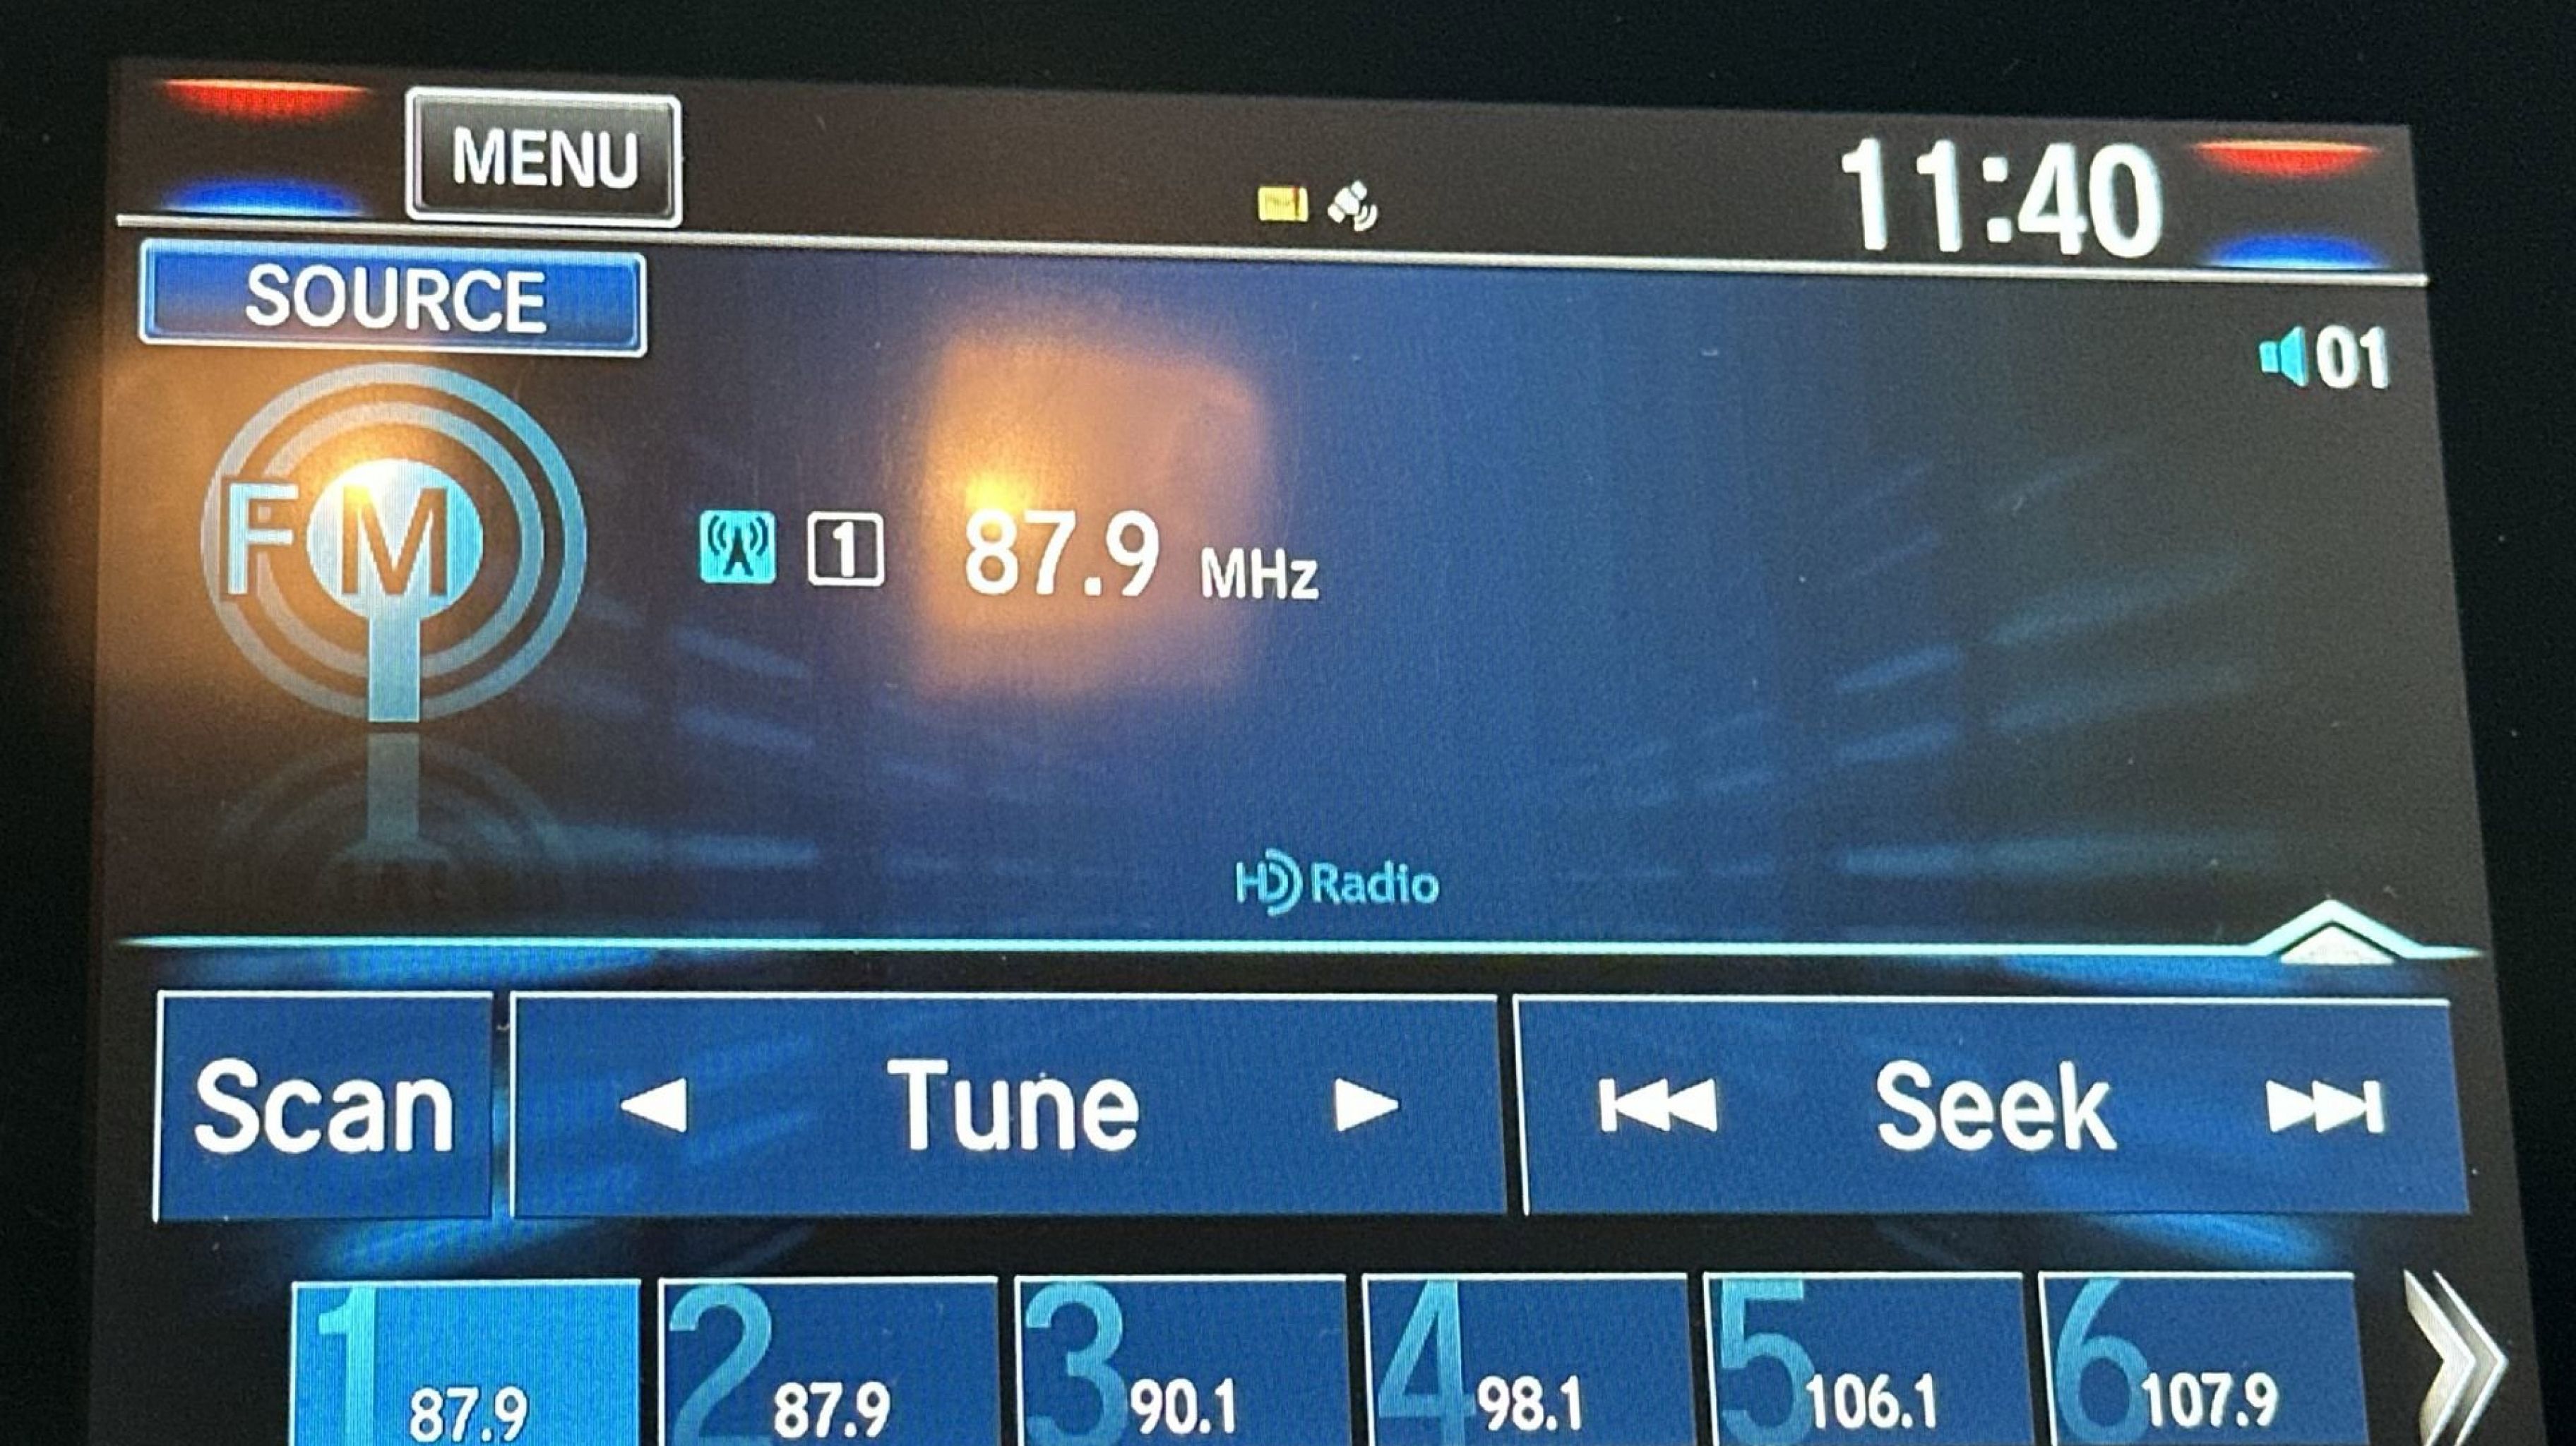 MENU
11:40
SOURCE
01
FM
1
87.9 MHz
HD Radio
Scan
Tune
Seek
1 87.9
2 87.9
3 90.1
4 98.1
5 106.1
6 107.9